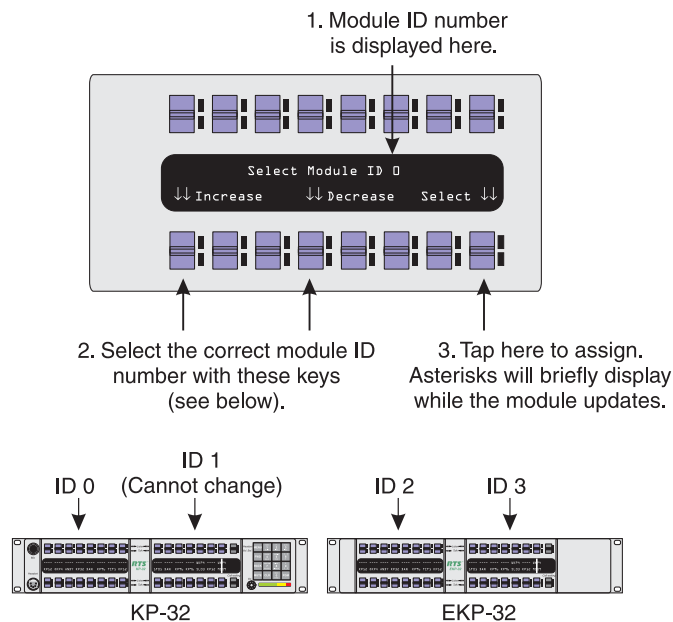 1. Module ID number
is displayed here.
Select Module ID 0
↓↓ Increase ↓↓ Decrease Select ↓↓
2. Select the correct module ID
number with these keys
(see below).
3. Tap here to assign.
Asterisks will briefly display
while the module updates.
ID 0
ID 1
(Cannot change)
ID 2
ID 3
RTS
RTS
KP-32
EKP-32